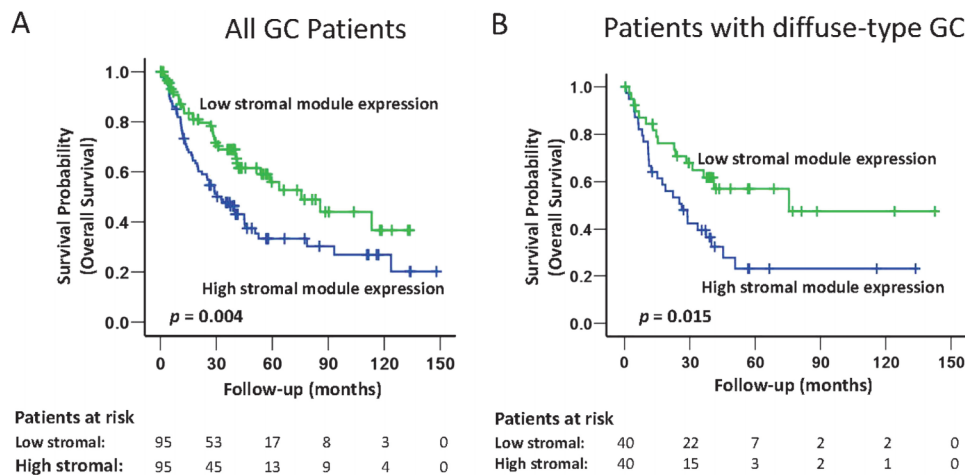 A
All GC Patients
Survival Probability
(Overall Survival)
1.0
0.8
0.6
0.4
0.2
0.0
Low stromal module expression
High stromal module expression
p = 0.004
0 30 60 90 120 150
Follow-up (months)
Patients at risk
Low stromal: 95 53 17 8 3 0
High stromal: 95 45 13 9 4 0
B
Patients with diffuse-type GC
Survival Probability
(Overall Survival)
1.0
0.8
0.6
0.4
0.2
0.0
Low stromal module expression
High stromal module expression
p = 0.015
0 30 60 90 120 150
Follow-up (months)
Patients at risk
Low stromal: 40 22 7 2 2 0
High stromal: 40 15 3 2 1 0